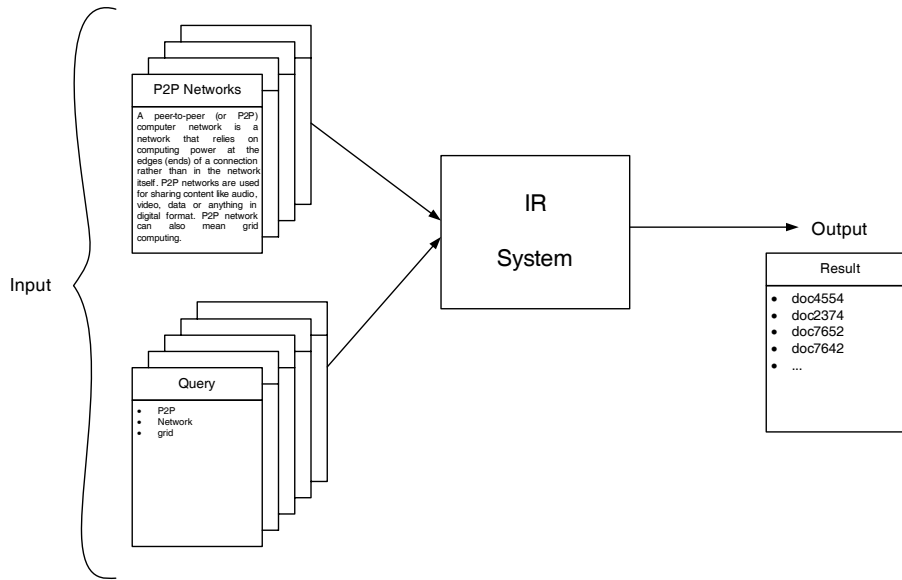 P2P Networks
A peer-to-peer (or P2P)
computer network is a
network that relies on
computing power at the
edges (ends) of a connection
rather than in the network
itself. P2P networks are used
for sharing content like audio,
video, data or anything in
digital format. P2P network
can also mean grid
computing.
Input
Query
• P2P
• Network
• grid
IR
System
Output
Result
• doc4554
• doc2374
• doc7652
• doc7642
• ...